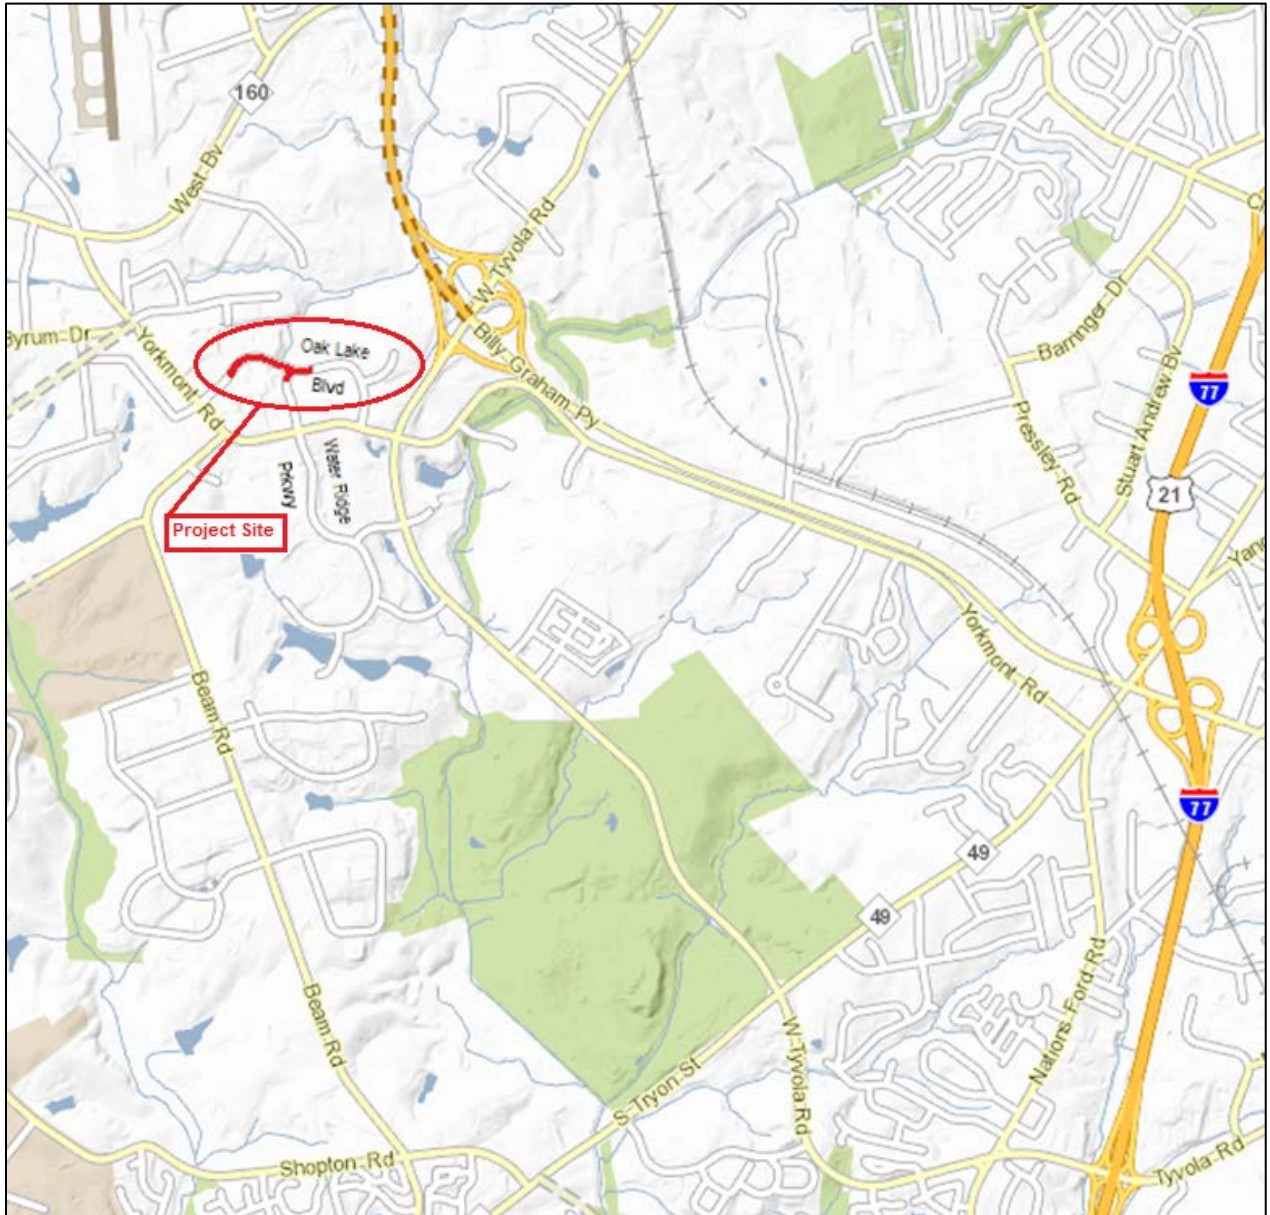 160
West Bv
W Tyvola Rd
Byrum Dr
Yorkmont Rd
Oak Lake
Blvd
Billy Graham Py
Barringer Dr
77
Pressley Rd
Stuart Andrew Bv
21
Water Ridge
Prkwy
Project Site
Yorkmont Rd
Beam Rd
77
49
49
Beam Rd
Nations Ford Rd
W Tyvola Rd
S Tryon St
Shopton Rd
Tyvola Rd